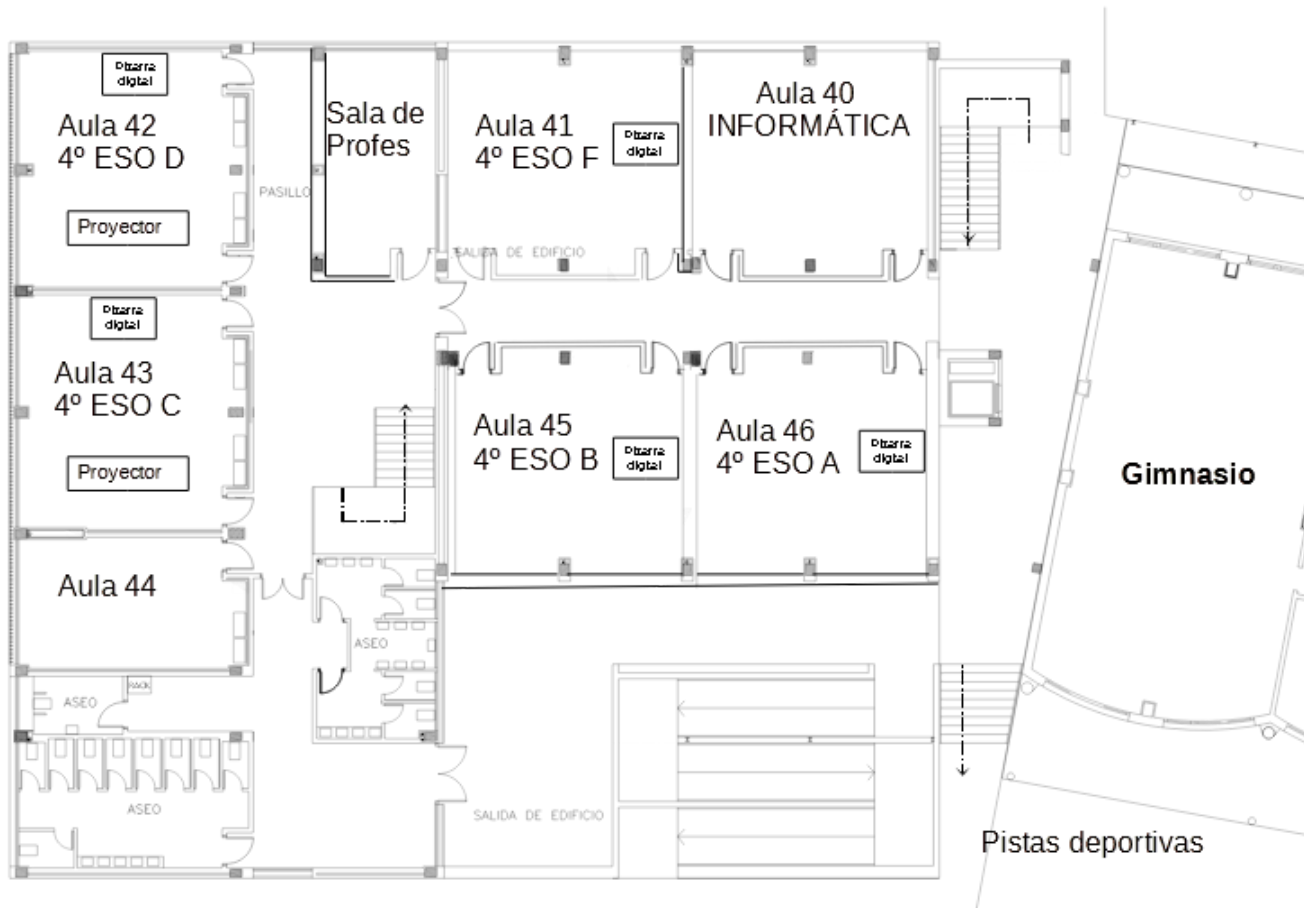 Pizarra
digital
Aula 42
4º ESO D
Proyector
PASILLO
Sala de
Profes
Aula 41
4º ESO F
Pizarra
digital
SALIDA DE EDIFICIO
Aula 40
INFORMÁTICA
Pizarra
digital
Aula 43
4º ESO C
Proyector
Aula 45
4º ESO B
Pizarra
digital
Aula 46
4º ESO A
Pizarra
digital
Gimnasio
Aula 44
ASEO
ASEO
RACK
ASEO
SALIDA DE EDIFICIO
Pistas deportivas